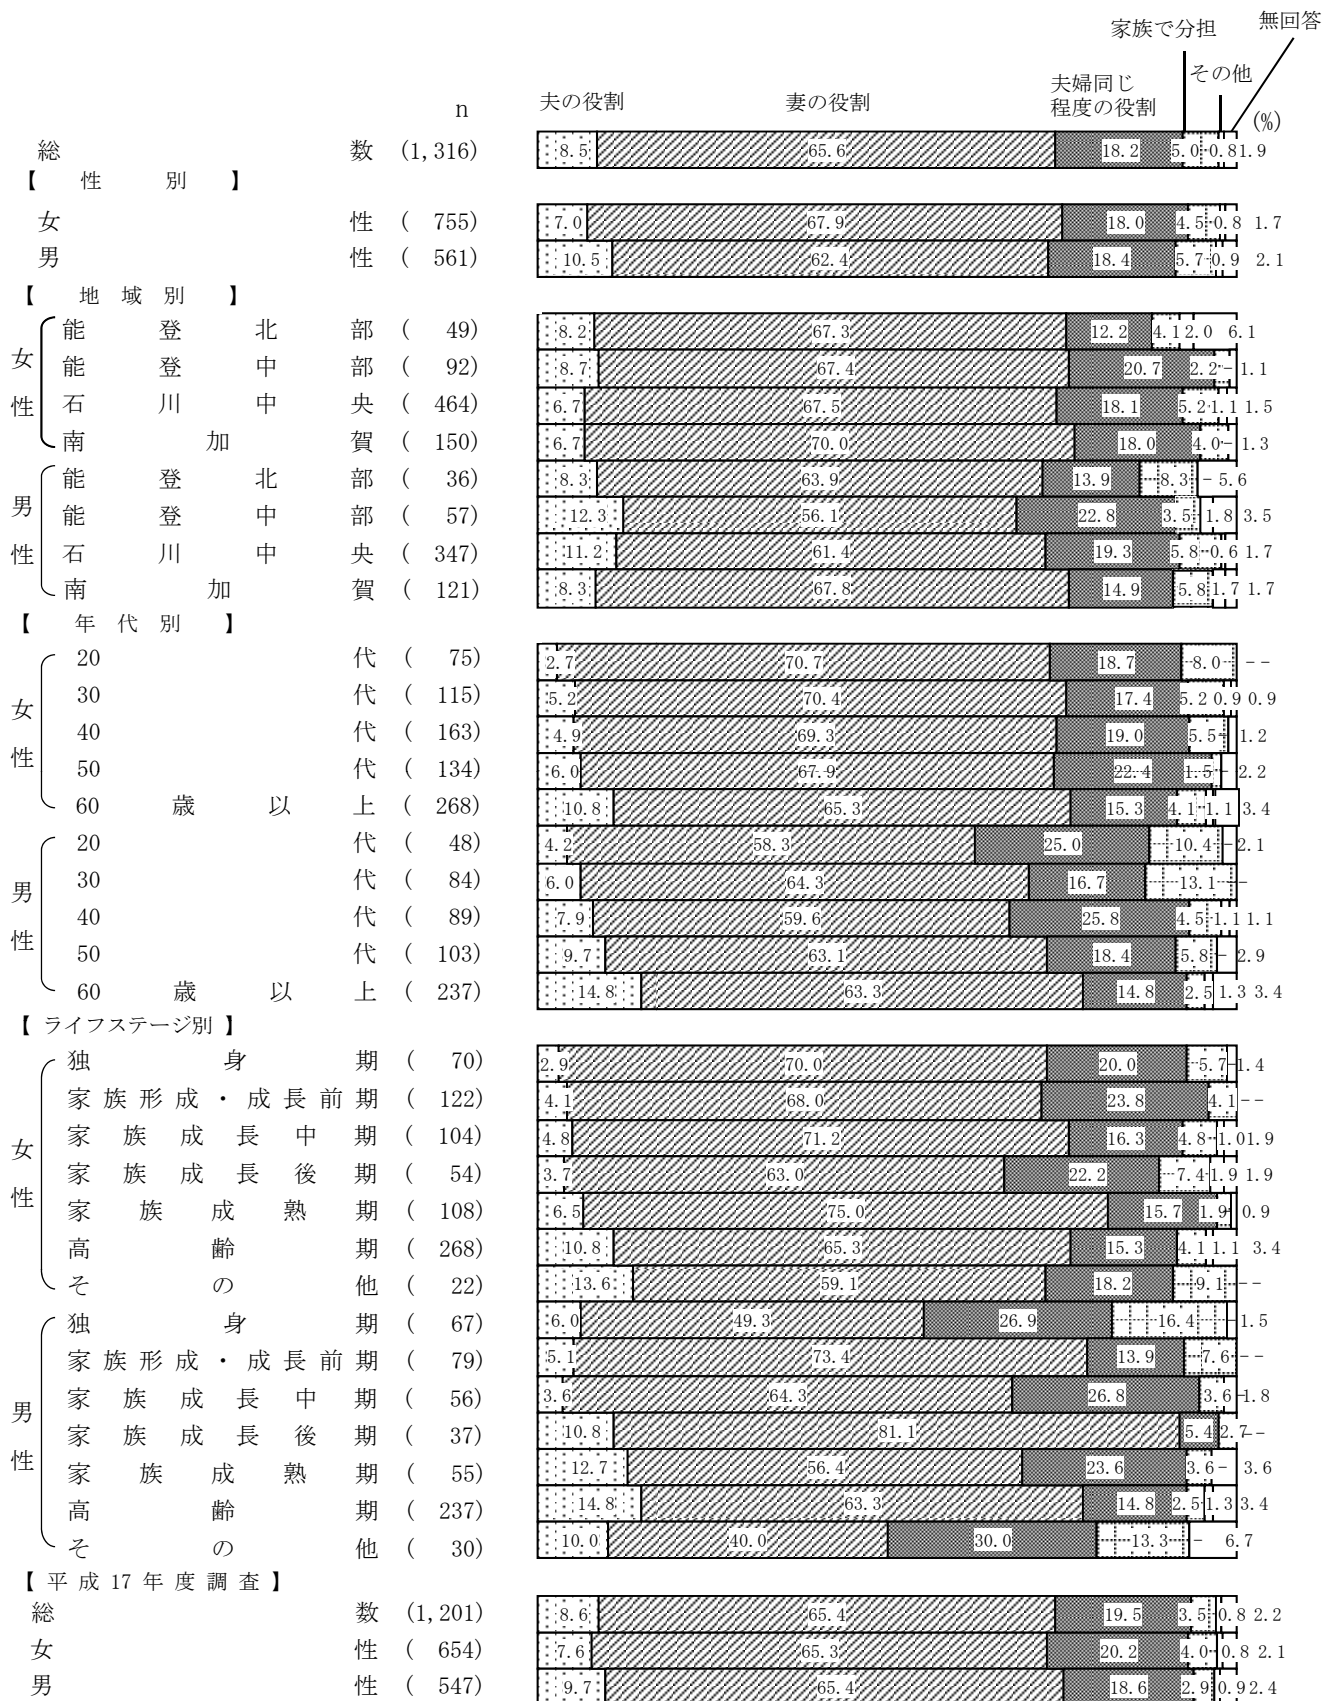 家族で分担 無回答
その他
夫の役割 妻の役割 夫婦同じ程度の役割
n (%)
総数 (1,316) 8.5 65.6 18.2 5.0 0.8 1.9
【 性 別 】
女性 ( 755) 7.0 67.9 18.0 4.5 0.8 1.7
男性 ( 561) 10.5 62.4 18.4 5.7 0.9 2.1
【 地 域 別 】
女性
能登北部 ( 49) 8.2 67.3 12.2 4.1 2.0 6.1
能登中部 ( 92) 8.7 67.4 20.7 2.2 - 1.1
石川中央 ( 464) 6.7 67.5 18.1 5.2 1.1 1.5
南加賀 ( 150) 6.7 70.0 18.0 4.0 - 1.3
男性
能登北部 ( 36) 8.3 63.9 13.9 8.3 - 5.6
能登中部 ( 57) 12.3 56.1 22.8 3.5 1.8 3.5
石川中央 ( 347) 11.2 61.4 19.3 5.8 0.6 1.7
南加賀 ( 121) 8.3 67.8 14.9 5.8 1.7 1.7
【 年 代 別 】
女性
20代 ( 75) 2.7 70.7 18.7 8.0 - -
30代 ( 115) 5.2 70.4 17.4 5.2 0.9 0.9
40代 ( 163) 4.9 69.3 19.0 5.5 - 1.2
50代 ( 134) 6.0 67.9 22.4 1.5 - 2.2
60歳以上 ( 268) 10.8 65.3 15.3 4.1 1.1 3.4
男性
20代 ( 48) 4.2 58.3 25.0 10.4 - 2.1
30代 ( 84) 6.0 64.3 16.7 13.1 -
40代 ( 89) 7.9 59.6 25.8 4.5 1.1 1.1
50代 ( 103) 9.7 63.1 18.4 5.8 - 2.9
60歳以上 ( 237) 14.8 63.3 14.8 2.5 1.3 3.4
【 ライフステージ別 】
女性
独身期 ( 70) 2.9 70.0 20.0 5.7 - 1.4
家族形成・成長前期 ( 122) 4.1 68.0 23.8 4.1 - -
家族成長中期 ( 104) 4.8 71.2 16.3 4.8 1.0 1.9
家族成長後期 ( 54) 3.7 63.0 22.2 7.4 1.9 1.9
家族成熟期 ( 108) 6.5 75.0 15.7 1.9 - 0.9
高齢期 ( 268) 10.8 65.3 15.3 4.1 1.1 3.4
その他 ( 22) 13.6 59.1 18.2 9.1 - -
男性
独身期 ( 67) 6.0 49.3 26.9 16.4 - 1.5
家族形成・成長前期 ( 79) 5.1 73.4 13.9 7.6 - -
家族成長中期 ( 56) 3.6 64.3 26.8 3.6 - 1.8
家族成長後期 ( 37) 10.8 81.1 5.4 2.7 - -
家族成熟期 ( 55) 12.7 56.4 23.6 3.6 - 3.6
高齢期 ( 237) 14.8 63.3 14.8 2.5 1.3 3.4
その他 ( 30) 10.0 40.0 30.0 13.3 - 6.7
【 平 成 17 年 度 調 査 】
総数 (1,201) 8.6 65.4 19.5 3.5 0.8 2.2
女性 ( 654) 7.6 65.3 20.2 4.0 0.8 2.1
男性 ( 547) 9.7 65.4 18.6 2.9 0.9 2.4